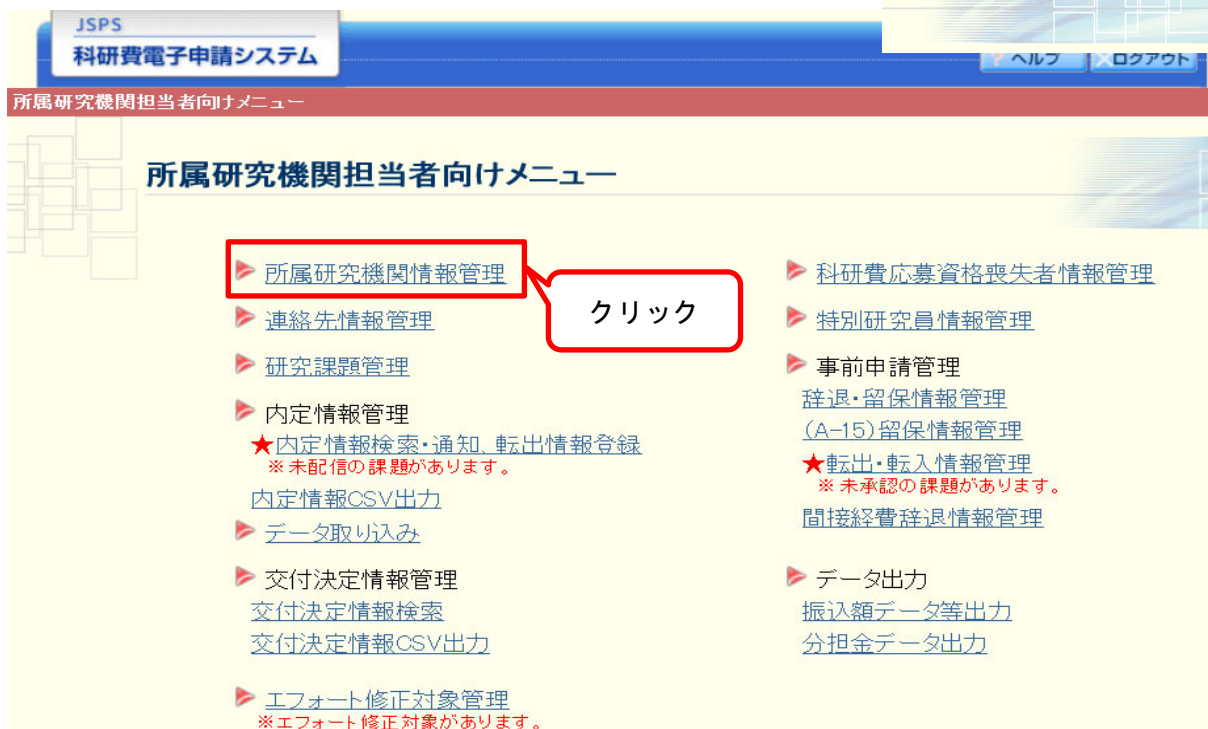 JSPS
科研費電子申請システム
ヘルプ
ログアウト
所属研究機関担当者向けメニュー
所属研究機関担当者向けメニュー
所属研究機関情報管理
クリック
連絡先情報管理
研究課題管理
内定情報管理
★内定情報検索・通知、転出情報登録
※未配信の課題があります。
内定情報CSV出力
データ取り込み
交付決定情報管理
交付決定情報検索
交付決定情報CSV出力
エフォート修正対象管理
※エフォート修正対象があります。
科研費応募資格喪失者情報管理
特別研究員情報管理
事前申請管理
辞退・留保情報管理
(A-15)留保情報管理
★転出・転入情報管理
※未承認の課題があります。
間接経費辞退情報管理
データ出力
振込額データ等出力
分担金データ出力